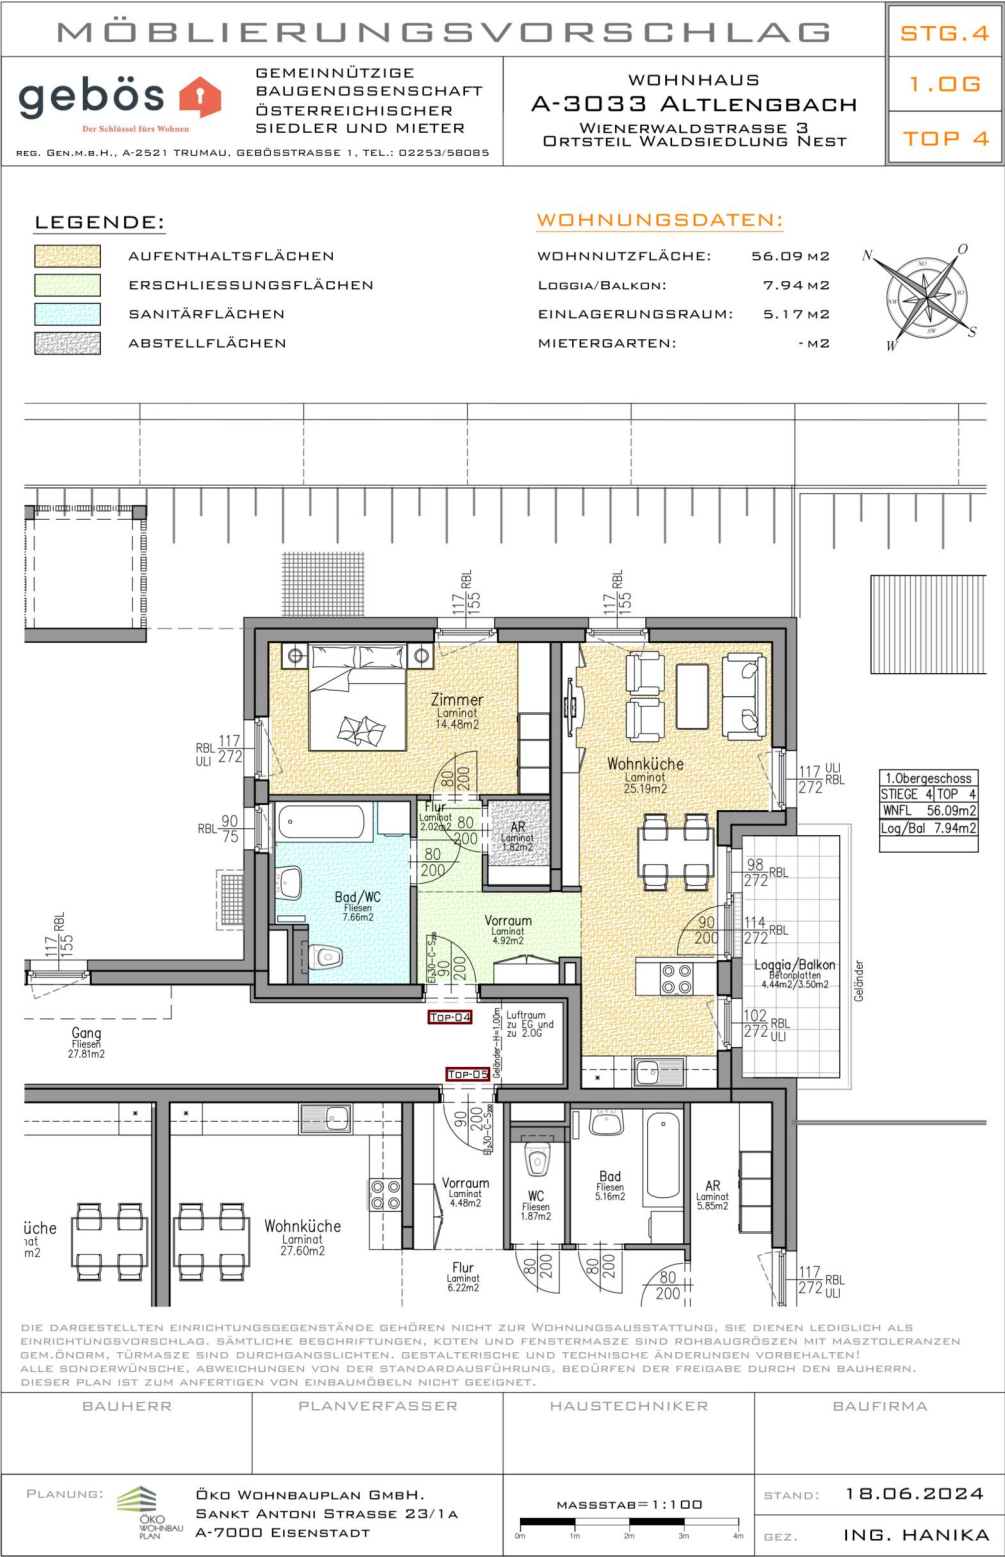 MÖBLIERUNGSVORSCHLAG
STG.4
1.OG
TOP 4
gebös
Der Schlüssel fürs Wohnen
GEMEINNÜTZIGE
BAUGENOSSENSCHAFT
ÖSTERREICHISCHER
SIEDLER UND MIETER
REG. GEN.M.B.H., A-2521 TRUMAU, GEBÖSSTRASSE 1, TEL.: 02253/58085
WOHNHAUS
A-3033 ALTLENGBACH
WIENERWALDSTRASSE 3
ORTSTEIL WALDSIEDLUNG NEST
LEGENDE:
AUFENTHALTSFLÄCHEN
ERSCHLIESSUNGSFLÄCHEN
SANITÄRFLÄCHEN
ABSTELLFLÄCHEN
WOHNUNGSDATEN:
WOHNNUTZFLÄCHE: 56.09 M2
LOGGIA/BALKON: 7.94 M2
EINLAGERUNGSRAUM: 5.17 M2
MIETERGARTEN: - M2
N
NO
O
NW
SO
W
SW
S
117 RBL
155
117 RBL
155
Zimmer
Laminat
14.48m2
RBL 117
ULI 272
80
200
Wohnküche
Laminat
25.19m2
117 ULI
272 RBL
1.Obergeschoss
STIEGE 4 TOP 4
WNFL 56.09m2
Log/Bal 7.94m2
RBL 90
75
Flur
Laminat
2.02m2
80
200
AR
Laminat
1.82m2
80
200
98
272 RBL
Bad/WC
Fliesen
7.66m2
Vorraum
Laminat
4.92m2
90
200
114
272 RBL
117 RBL
155
EI₂30-C-S₂₀₀
90
200
Loggia/Balkon
Betonplatten
4.44m2/3.50m2
Geländer
Gang
Fliesen
27.81m2
TOP-04
Geländer-H=1.00m
Luftraum
zu EG und
zu 2.OG
102
272 RBL
ULI
TOP-05
90
200
EI₂30-C-S₂₀₀
üche
nat
m2
Wohnküche
Laminat
27.60m2
Vorraum
Laminat
4.48m2
WC
Fliesen
1.87m2
Bad
Fliesen
5.16m2
AR
Laminat
5.85m2
Flur
Laminat
6.22m2
80
200
80
200
80
200
117
272 RBL
ULI
DIE DARGESTELLTEN EINRICHTUNGSGEGENSTÄNDE GEHÖREN NICHT ZUR WOHNUNGSAUSSTATTUNG, SIE DIENEN LEDIGLICH ALS
EINRICHTUNGSVORSCHLAG. SÄMTLICHE BESCHRIFTUNGEN, KOTEN UND FENSTERMASZE SIND ROHBAUGRÖSZEN MIT MASZTOLERANZEN
GEM.ÖNORM, TÜRMASZE SIND DURCHGANGSLICHTEN. GESTALTERISCHE UND TECHNISCHE ÄNDERUNGEN VORBEHALTEN!
ALLE SONDERWÜNSCHE, ABWEICHUNGEN VON DER STANDARDAUSFÜHRUNG, BEDÜRFEN DER FREIGABE DURCH DEN BAUHERRN.
DIESER PLAN IST ZUM ANFERTIGEN VON EINBAUMÖBELN NICHT GEEIGNET.
BAUHERR
PLANVERFASSER
HAUSTECHNIKER
BAUFIRMA
PLANUNG:
ÖKO
WOHNBAU
PLAN
ÖKO WOHNBAUPLAN GMBH.
SANKT ANTONI STRASSE 23/1A
A-7000 EISENSTADT
MASSSTAB=1:100
0m 1m 2m 3m 4m
STAND: 18.06.2024
GEZ. ING. HANIKA